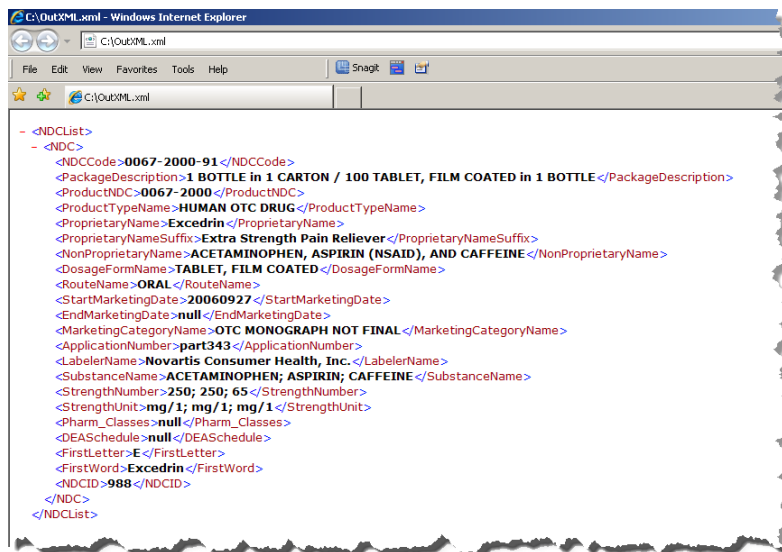 C:\OutXML.xml - Windows Internet Explorer
C:\OutXML.xml
File Edit View Favorites Tools Help Snagit
C:\OutXML.xml
- <NDCList>
- <NDC>
<NDCCode>0067-2000-91</NDCCode>
<PackageDescription>1 BOTTLE in 1 CARTON / 100 TABLET, FILM COATED in 1 BOTTLE</PackageDescription>
<ProductNDC>0067-2000</ProductNDC>
<ProductTypeName>HUMAN OTC DRUG</ProductTypeName>
<ProprietaryName>Excedrin</ProprietaryName>
<ProprietaryNameSuffix>Extra Strength Pain Reliever</ProprietaryNameSuffix>
<NonProprietaryName>ACETAMINOPHEN, ASPIRIN (NSAID), AND CAFFEINE</NonProprietaryName>
<DosageFormName>TABLET, FILM COATED</DosageFormName>
<RouteName>ORAL</RouteName>
<StartMarketingDate>20060927</StartMarketingDate>
<EndMarketingDate>null</EndMarketingDate>
<MarketingCategoryName>OTC MONOGRAPH NOT FINAL</MarketingCategoryName>
<ApplicationNumber>part343</ApplicationNumber>
<LabelerName>Novartis Consumer Health, Inc.</LabelerName>
<SubstanceName>ACETAMINOPHEN; ASPIRIN; CAFFEINE</SubstanceName>
<StrengthNumber>250; 250; 65</StrengthNumber>
<StrengthUnit>mg/1; mg/1; mg/1</StrengthUnit>
<Pharm_Classes>null</Pharm_Classes>
<DEASchedule>null</DEASchedule>
<FirstLetter>E</FirstLetter>
<FirstWord>Excedrin</FirstWord>
<NDCID>988</NDCID>
</NDC>
</NDCList>